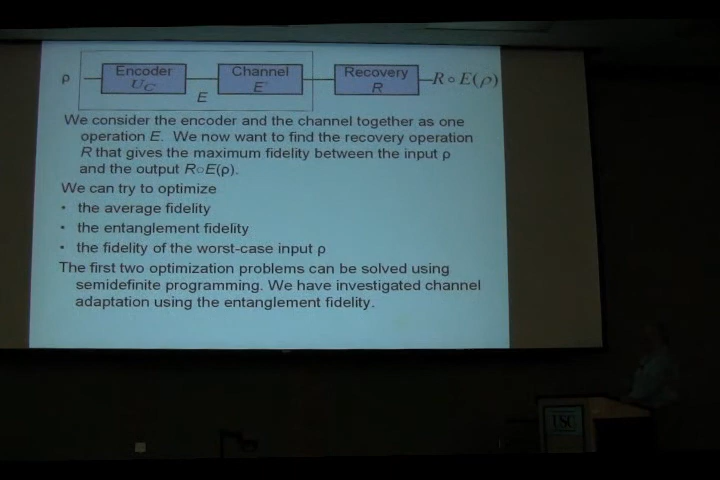 ρ Encoder Channel Recovery R∘E(ρ)
U_C E' R
E
We consider the encoder and the channel together as one
operation E. We now want to find the recovery operation
R that gives the maximum fidelity between the input ρ
and the output R∘E(ρ).
We can try to optimize
• the average fidelity
• the entanglement fidelity
• the fidelity of the worst-case input ρ
The first two optimization problems can be solved using
semidefinite programming. We have investigated channel
adaptation using the entanglement fidelity.
USC